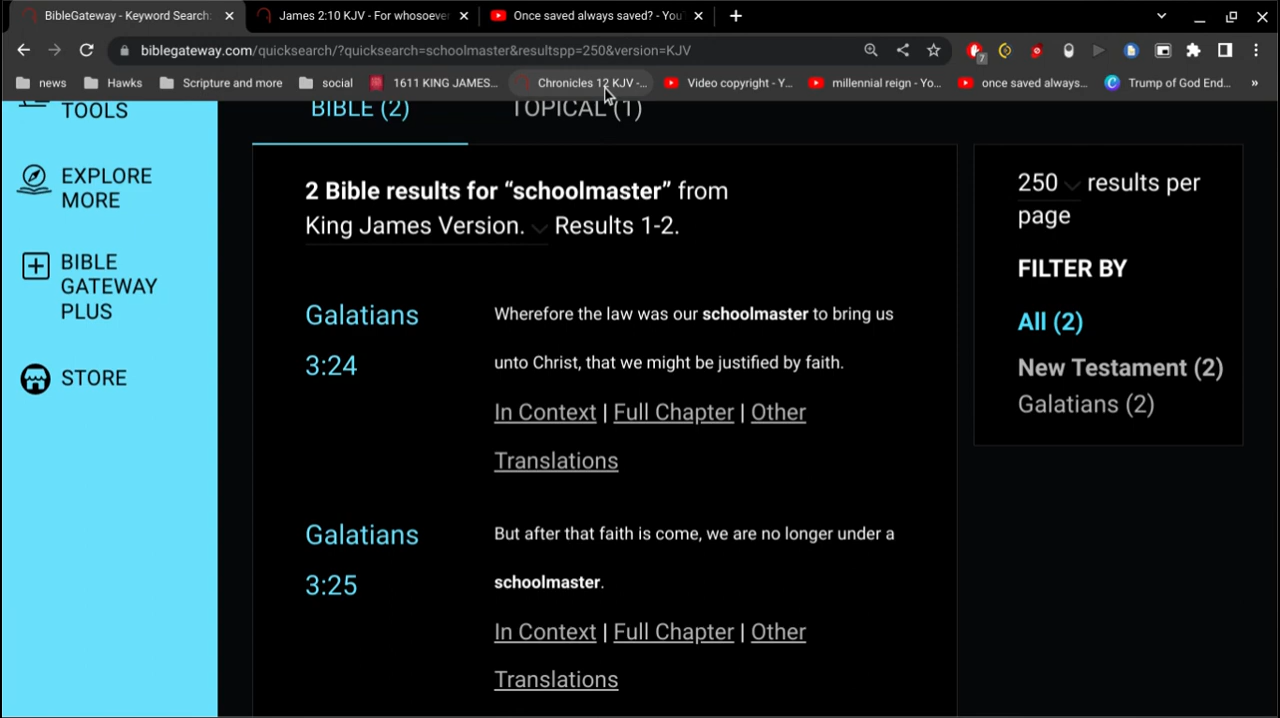 BibleGateway - Keyword Search:
James 2:10 KJV - For whosoever
Once saved always saved? - You
biblegateway.com/quicksearch/?quicksearch=schoolmaster&resultspp=250&version=KJV
7
news
Hawks
Scripture and more
social
1611 KING JAMES...
Chronicles 12 KJV -...
Video copyright - Y...
millennial reign - Yo...
once saved always...
Trump of God End...
»
TOOLS
EXPLORE
MORE
BIBLE
GATEWAY
PLUS
STORE
BIBLE (2)
TOPICAL (1)
2 Bible results for “schoolmaster” from
King James Version. Results 1-2.
Galatians
3:24
Wherefore the law was our schoolmaster to bring us
unto Christ, that we might be justified by faith.
In Context | Full Chapter | Other
Translations
Galatians
3:25
But after that faith is come, we are no longer under a
schoolmaster.
In Context | Full Chapter | Other
Translations
250 results per
page
FILTER BY
All (2)
New Testament (2)
Galatians (2)